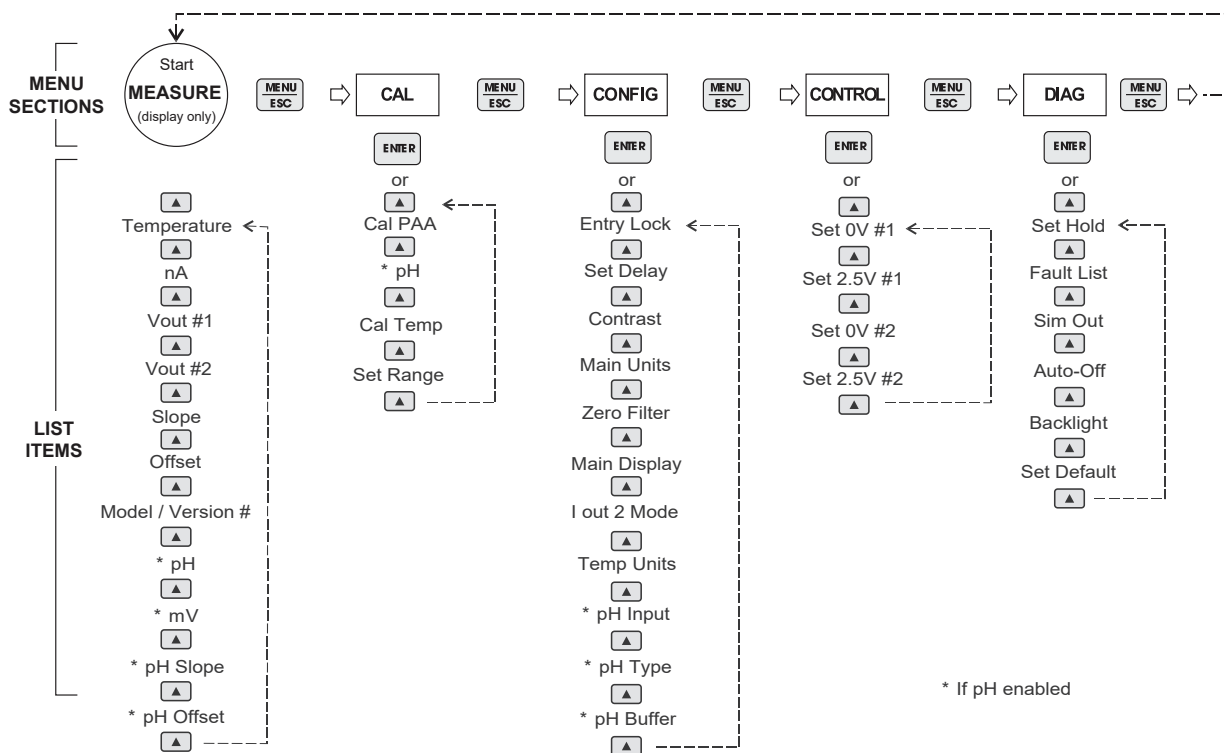 MENU
SECTIONS
Start
MEASURE
(display only)
MENU
ESC
CAL
MENU
ESC
CONFIG
MENU
ESC
CONTROL
MENU
ESC
DIAG
MENU
ESC
LIST
ITEMS
Temperature
nA
Vout #1
Vout #2
Slope
Offset
Model / Version #
* pH
* mV
* pH Slope
* pH Offset
ENTER
or
Cal PAA
* pH
Cal Temp
Set Range
ENTER
or
Entry Lock
Set Delay
Contrast
Main Units
Zero Filter
Main Display
I out 2 Mode
Temp Units
* pH Input
* pH Type
* pH Buffer
ENTER
or
Set 0V #1
Set 2.5V #1
Set 0V #2
Set 2.5V #2
ENTER
or
Set Hold
Fault List
Sim Out
Auto-Off
Backlight
Set Default
* If pH enabled